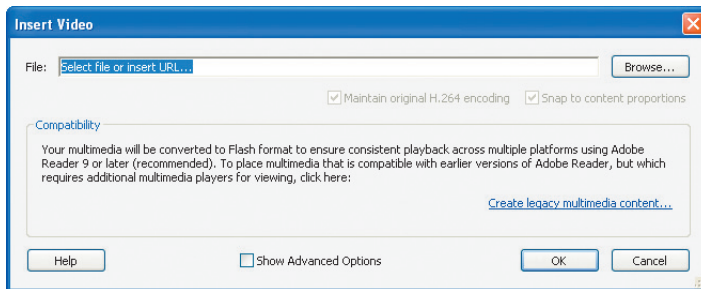 Insert Video
File: Select file or insert URL... Browse...
Maintain original H.264 encoding Snap to content proportions
Compatibility
Your multimedia will be converted to Flash format to ensure consistent playback across multiple platforms using Adobe
Reader 9 or later (recommended). To place multimedia that is compatible with earlier versions of Adobe Reader, but which
requires additional multimedia players for viewing, click here:
Create legacy multimedia content...
Help Show Advanced Options OK Cancel